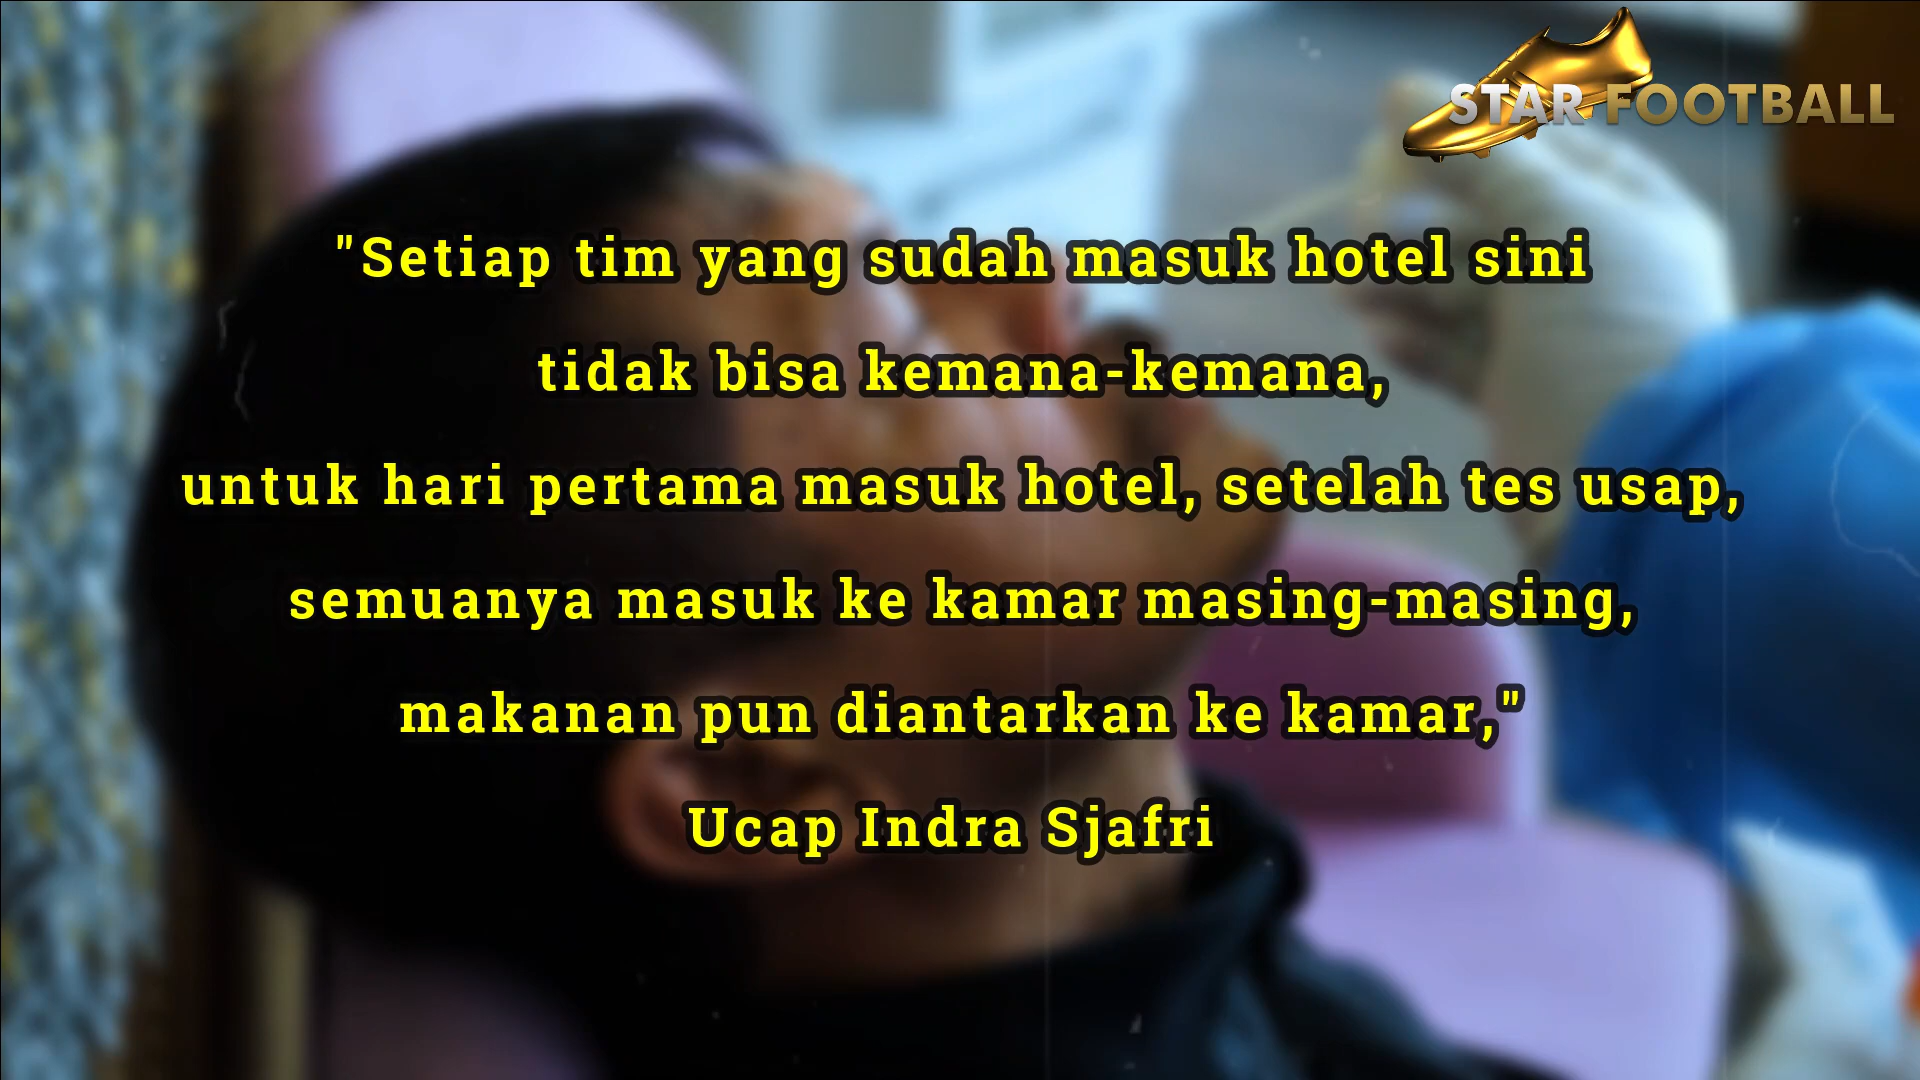 STAR FOOTBALL
"Setiap tim yang sudah masuk hotel sini
tidak bisa kemana-kemana,
untuk hari pertama masuk hotel, setelah tes usap,
semuanya masuk ke kamar masing-masing,
makanan pun diantarkan ke kamar,"
Ucap Indra Sjafri